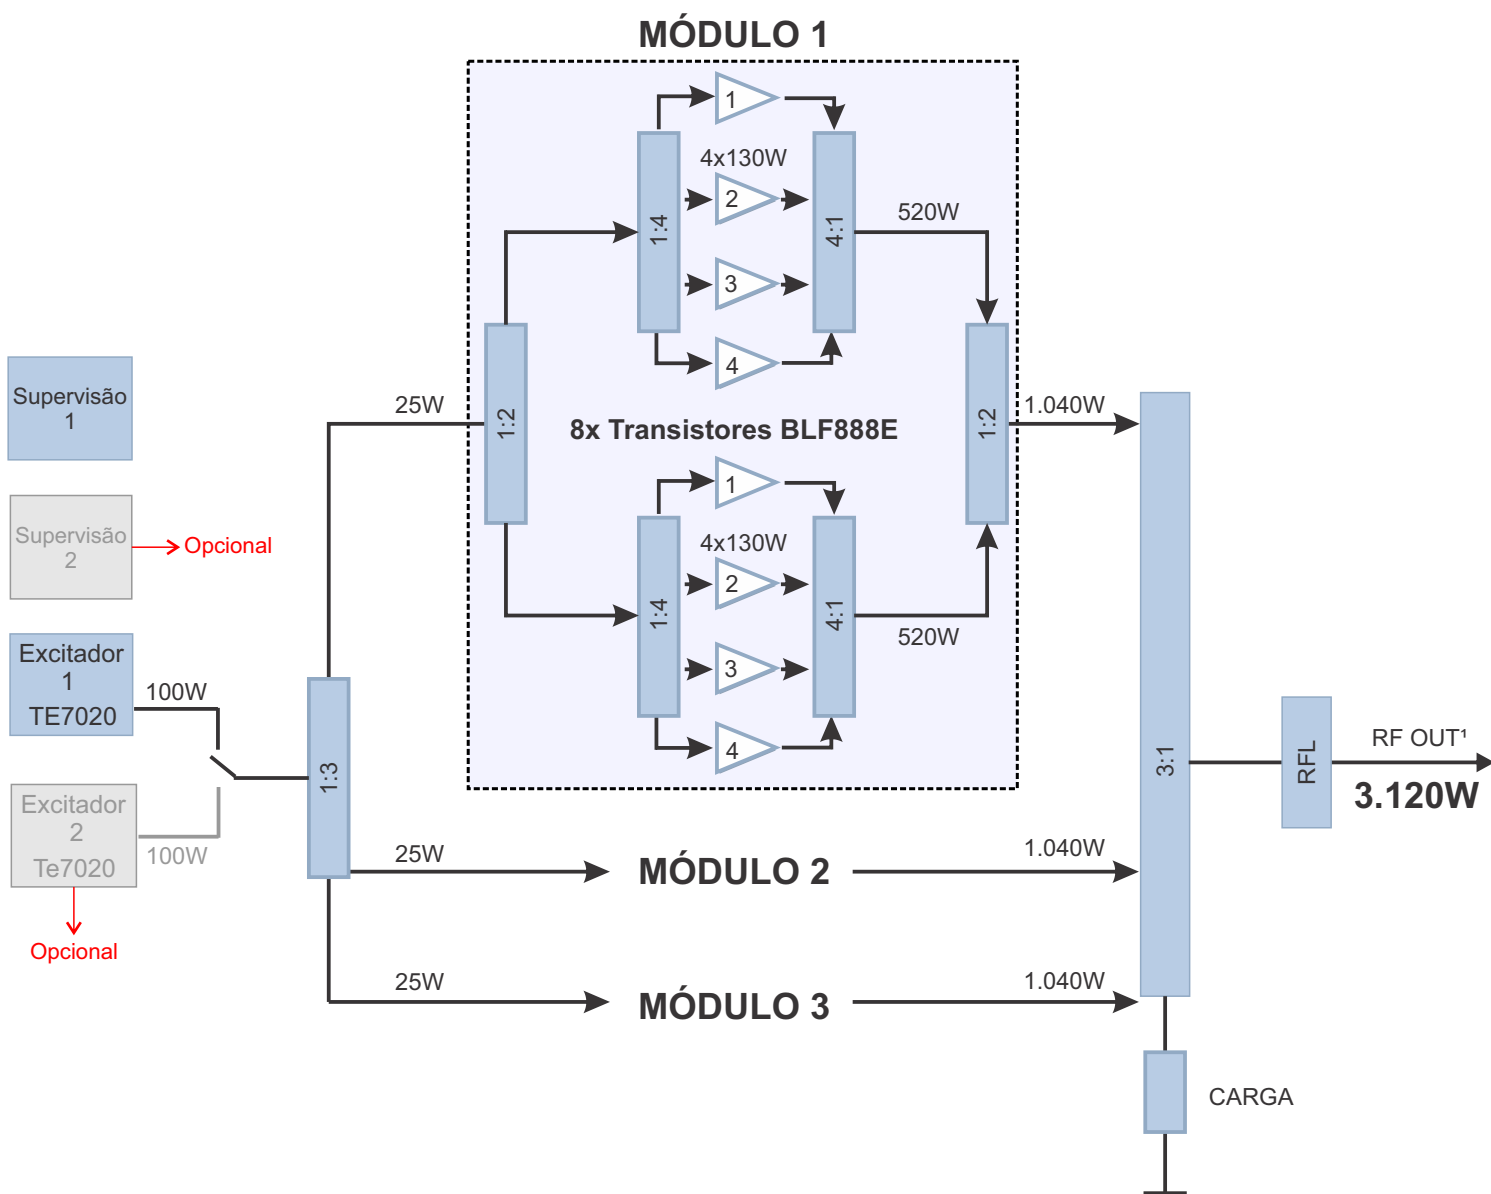 MÓDULO 1
1
4x130W
2
1:4
4:1
520W
3
4
Supervisão
1
25W
1:2
8x Transistores BLF888E
1:2
1.040W
Supervisão
2
Opcional
1
4x130W
2
1:4
4:1
520W
3
4
Excitador
1
TE7020
100W
1:3
3:1
RFL
RF OUT¹
3.120W
Excitador
2
Te7020
100W
Opcional
25W
MÓDULO 2
1.040W
25W
MÓDULO 3
1.040W
CARGA